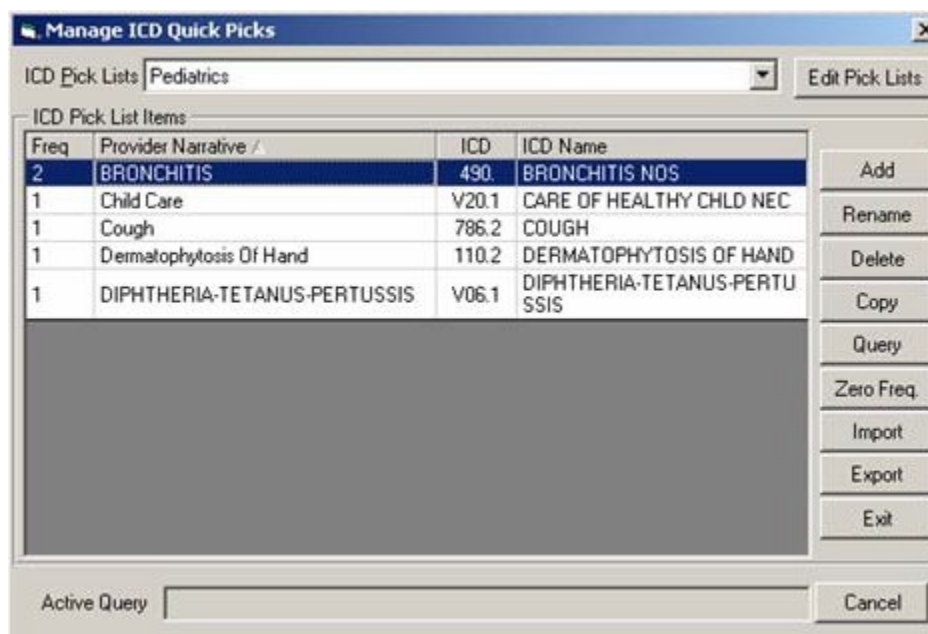 Manage ICD Quick Picks
ICD Pick Lists Pediatrics Edit Pick Lists
ICD Pick List Items
Freq Provider Narrative ICD ICD Name
2 BRONCHITIS 490. BRONCHITIS NOS
1 Child Care V20.1 CARE OF HEALTHY CHLD NEC
1 Cough 786.2 COUGH
1 Dermatophytosis Of Hand 110.2 DERMATOPHYTOSIS OF HAND
1 DIPHTHERIA-TETANUS-PERTUSSIS V06.1 DIPHTHERIA-TETANUS-PERTU
SSIS
Add
Rename
Delete
Copy
Query
Zero Freq.
Import
Export
Exit
Active Query Cancel